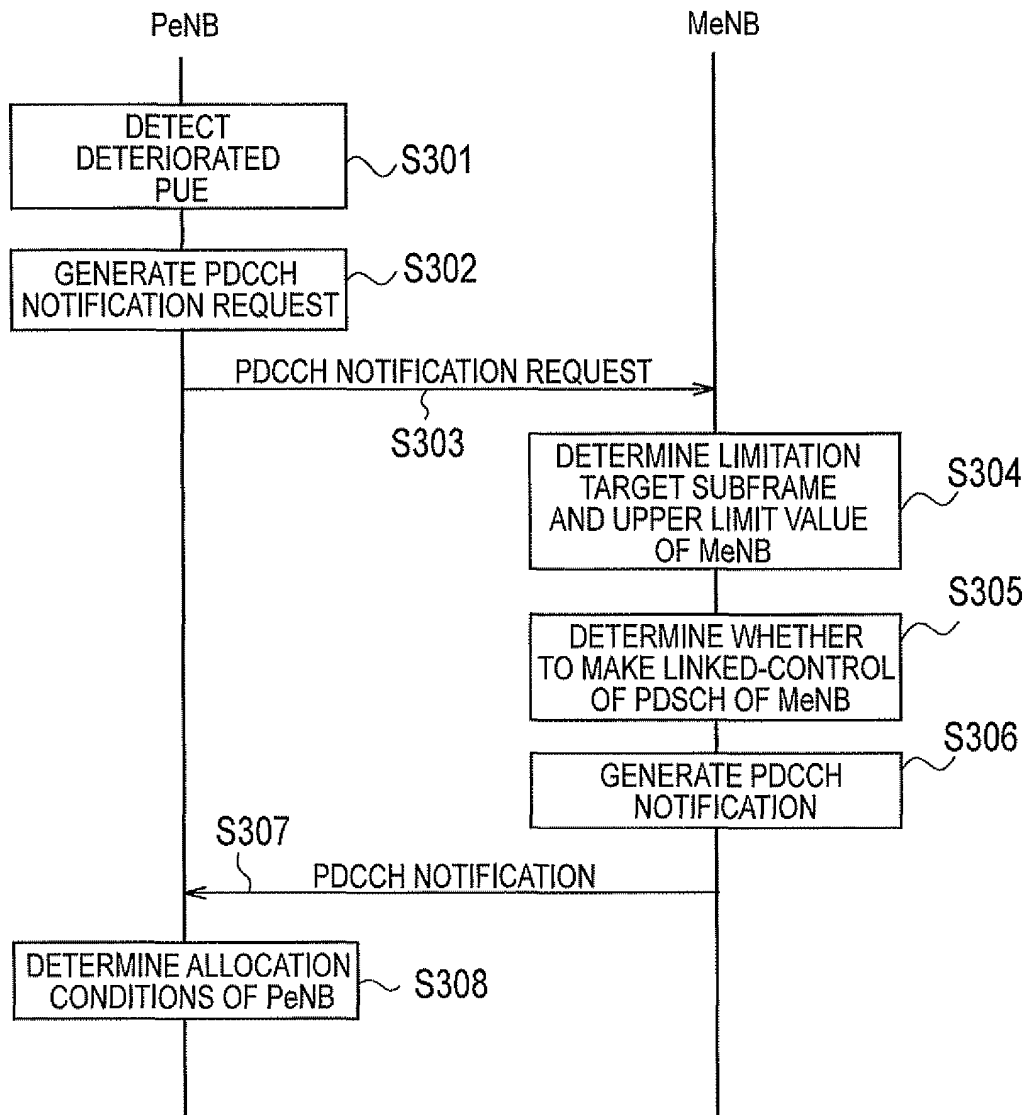 PeNB
MeNB
DETECT
DETERIORATED
PUE
S301
GENERATE PDCCH
NOTIFICATION REQUEST
S302
PDCCH NOTIFICATION REQUEST
S303
DETERMINE LIMITATION
TARGET SUBFRAME
AND UPPER LIMIT VALUE
OF MeNB
S304
DETERMINE WHETHER
TO MAKE LINKED-CONTROL
OF PDSCH OF MeNB
S305
GENERATE PDCCH
NOTIFICATION
S306
S307
PDCCH NOTIFICATION
DETERMINE ALLOCATION
CONDITIONS OF PeNB
S308